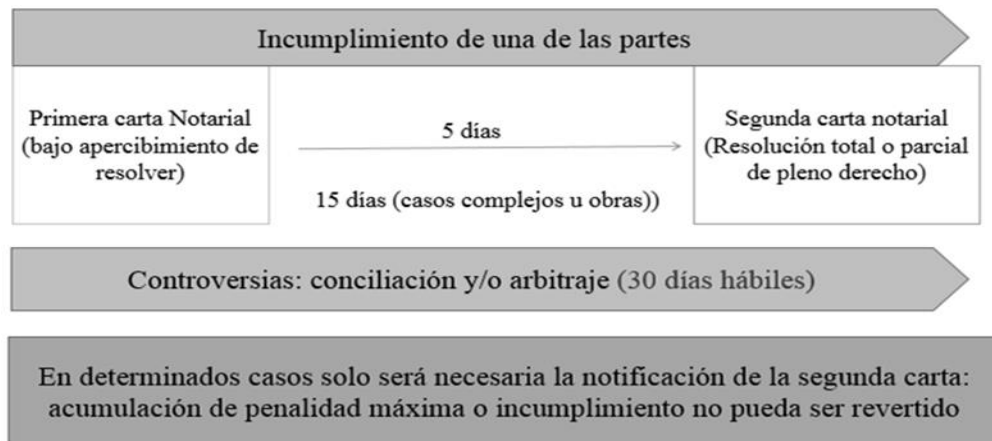 Incumplimiento de una de las partes
Primera carta Notarial
(bajo apercibimiento de
resolver)
5 días
15 días (casos complejos u obras))
Segunda carta notarial
(Resolución total o parcial
de pleno derecho)
Controversias: conciliación y/o arbitraje (30 días hábiles)
En determinados casos solo será necesaria la notificación de la segunda carta:
acumulación de penalidad máxima o incumplimiento no pueda ser revertido